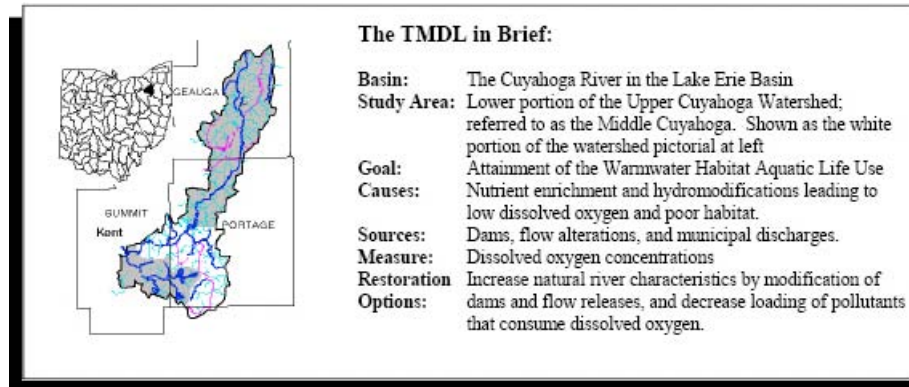 The TMDL in Brief:
Basin: The Cuyahoga River in the Lake Erie Basin
Study Area: Lower portion of the Upper Cuyahoga Watershed;
referred to as the Middle Cuyahoga. Shown as the white
portion of the watershed pictorial at left
Goal: Attainment of the Warmwater Habitat Aquatic Life Use
Causes: Nutrient enrichment and hydromodifications leading to
low dissolved oxygen and poor habitat.
Sources: Dams, flow alterations, and municipal discharges.
Measure: Dissolved oxygen concentrations
Restoration Increase natural river characteristics by modification of
Options: dams and flow releases, and decrease loading of pollutants
that consume dissolved oxygen.
GEAUGA
SUMMIT
Kent
PORTAGE